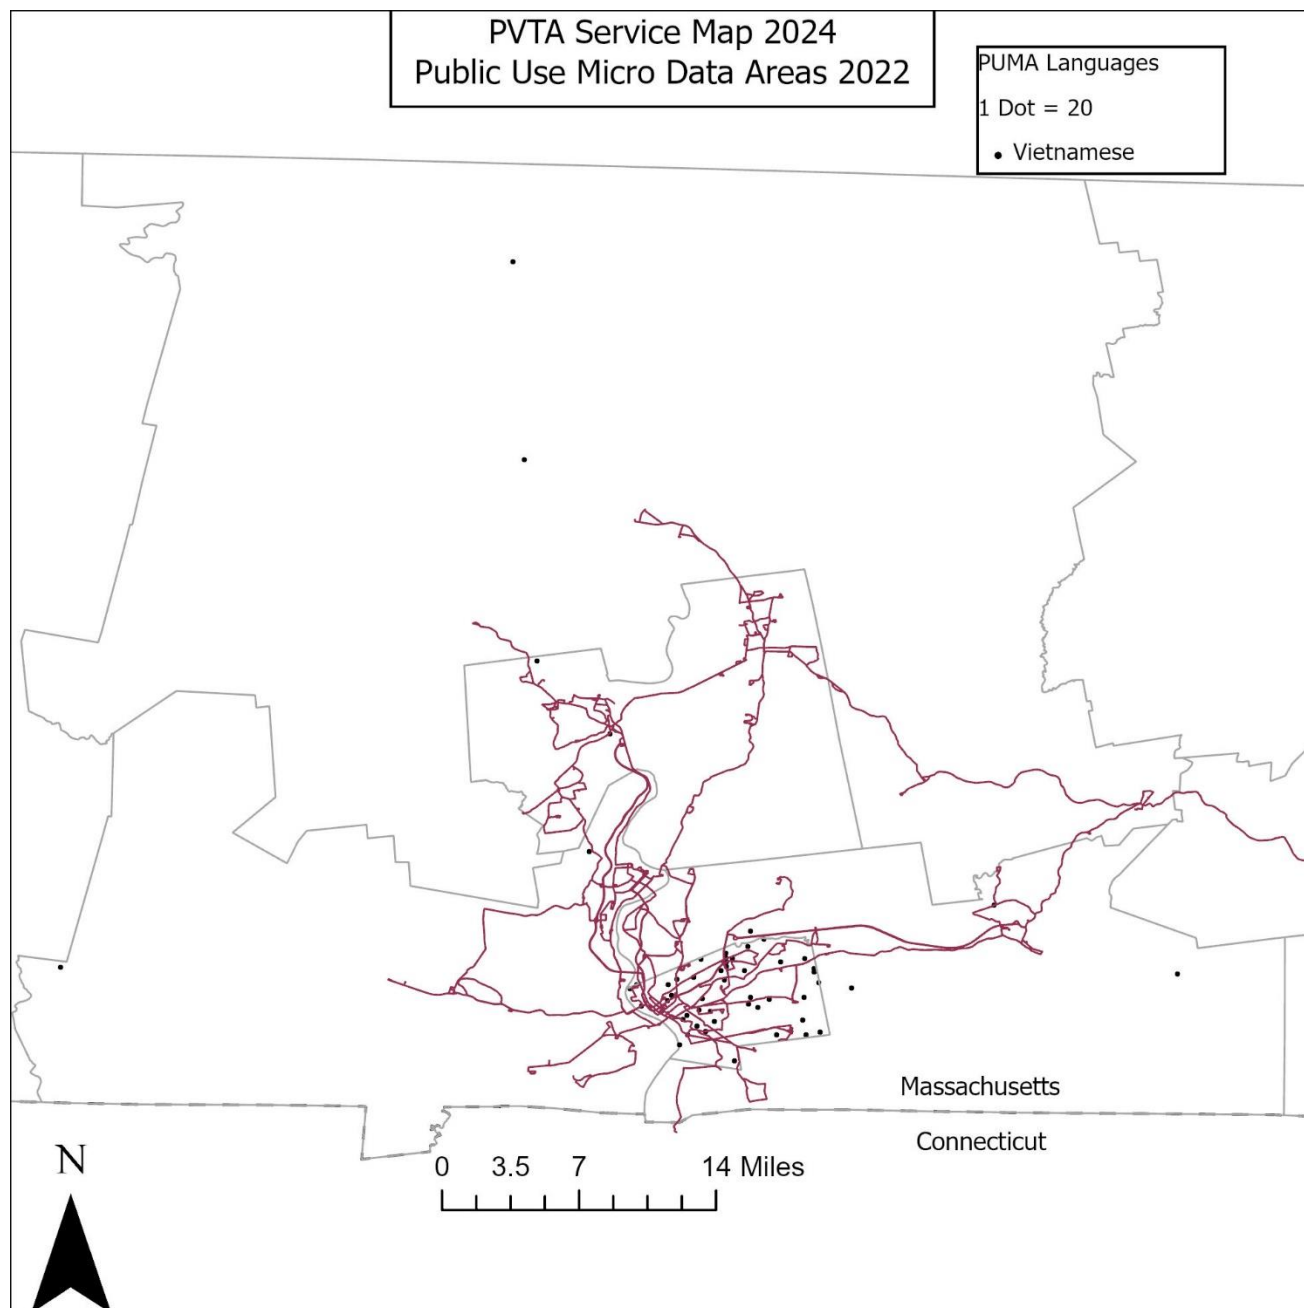 PVTA Service Map 2024
Public Use Micro Data Areas 2022
PUMA Languages
1 Dot = 20
Vietnamese
Massachusetts
Connecticut
N
0 3.5 7 14 Miles